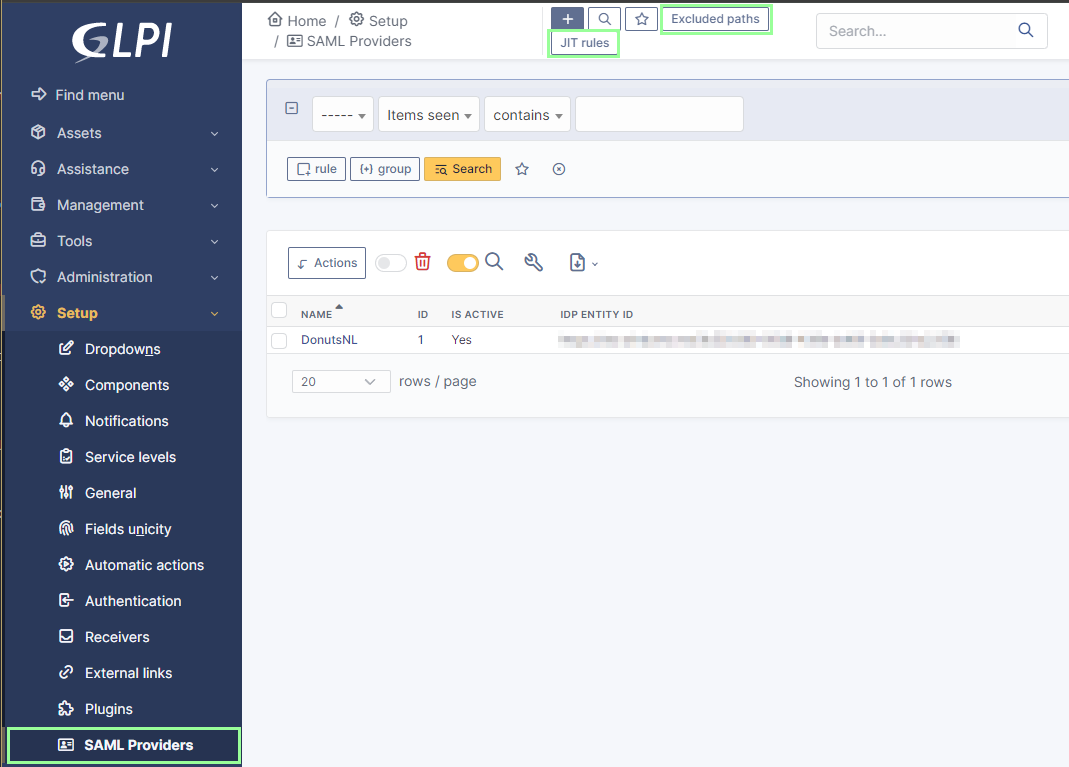 GLPI
Find menu
Assets
Assistance
Management
Tools
Administration
Setup
Dropdowns
Components
Notifications
Service levels
General
Fields unicity
Automatic actions
Authentication
Receivers
External links
Plugins
SAML Providers
Home / Setup
/ SAML Providers
Excluded paths
JIT rules
Search...
----- Items seen contains
rule (+) group Search
Actions
NAME ID IS ACTIVE IDP ENTITY ID
DonutsNL 1 Yes
20 rows / page Showing 1 to 1 of 1 rows